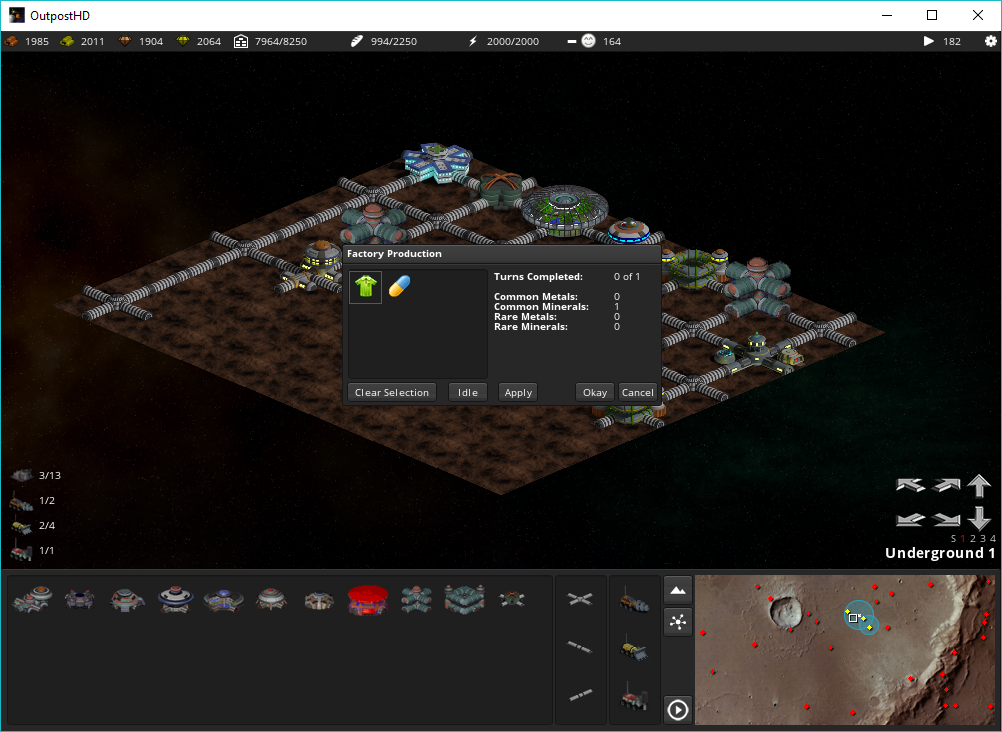 OutpostHD
1985 2011 1904 2064 7964/8250 994/2250 2000/2000 164 182
Factory Production
Turns Completed: 0 of 1
Common Metals: 0
Common Minerals: 1
Rare Metals: 0
Rare Minerals: 0
Clear Selection Idle Apply Okay Cancel
3/13
1/2
2/4
1/1
S 1 2 3 4
Underground 1